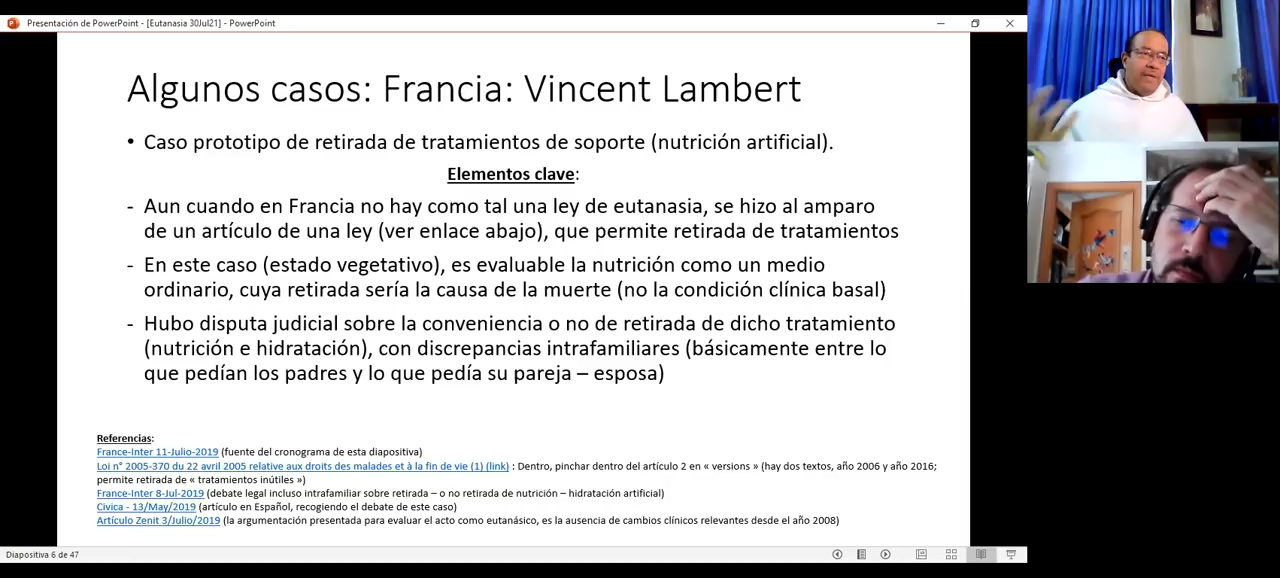 Presentación de PowerPoint - [Eutanasia 30Jul21] - PowerPoint
Algunos casos: Francia: Vincent Lambert
• Caso prototipo de retirada de tratamientos de soporte (nutrición artificial).
Elementos clave:
- Aun cuando en Francia no hay como tal una ley de eutanasia, se hizo al amparo
de un artículo de una ley (ver enlace abajo), que permite retirada de tratamientos
- En este caso (estado vegetativo), es evaluable la nutrición como un medio
ordinario, cuya retirada sería la causa de la muerte (no la condición clínica basal)
- Hubo disputa judicial sobre la conveniencia o no de retirada de dicho tratamiento
(nutrición e hidratación), con discrepancias intrafamiliares (básicamente entre lo
que pedían los padres y lo que pedía su pareja – esposa)
Referencias:
France-Inter 11-Julio-2019 (fuente del cronograma de esta diapositiva)
Loi n° 2005-370 du 22 avril 2005 relative aux droits des malades et à la fin de vie (1) (link) : Dentro, pinchar dentro del artículo 2 en « versions » (hay dos textos, año 2006 y año 2016;
permite retirada de « tratamientos inútiles »)
France-Inter 8-Jul-2019 (debate legal incluso intrafamiliar sobre retirada – o no retirada de nutrición – hidratación artificial)
Civica - 13/May/2019 (artículo en Español, recogiendo el debate de este caso)
Artículo Zenit 3/Julio/2019 (la argumentación presentada para evaluar el acto como eutanásico, es la ausencia de cambios clínicos relevantes desde el año 2008)
Diapositiva 6 de 47